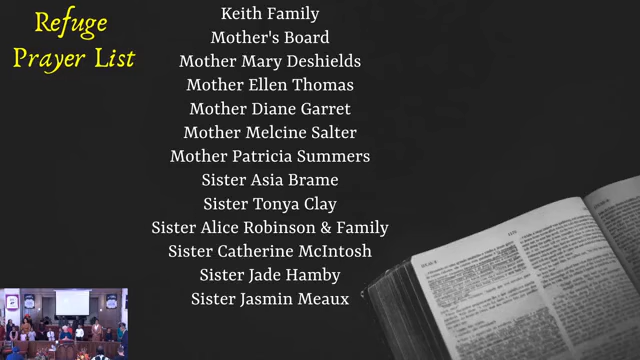 Refuge
Prayer List
Keith Family
Mother's Board
Mother Mary Deshields
Mother Ellen Thomas
Mother Diane Garret
Mother Melcine Salter
Mother Patricia Summers
Sister Asia Brame
Sister Tonya Clay
Sister Alice Robinson & Family
Sister Catherine McIntosh
Sister Jade Hamby
Sister Jasmin Meaux